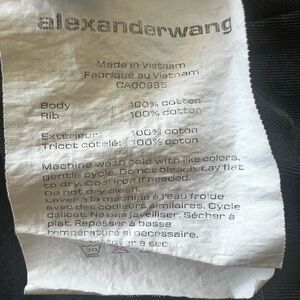 alexanderwang
Made in Vietnam
Fabriqué au Vietnam
CA00985
Body 100% cotton
Rib 100% cotton
Extérieur: 100% coton
Tricot côtelé: 100% coton
Machine wash cold with like colors,
gentle cycle. Do not bleach. Lay flat
to dry. Cool iron if needed.
Do not dry clean.
Laver à la machine à l'eau froide
avec des couleurs similaires. Cycle
délicat. Ne pas javelliser. Sécher à
plat. Repasser à basse
température si nécessaire.
à sec.